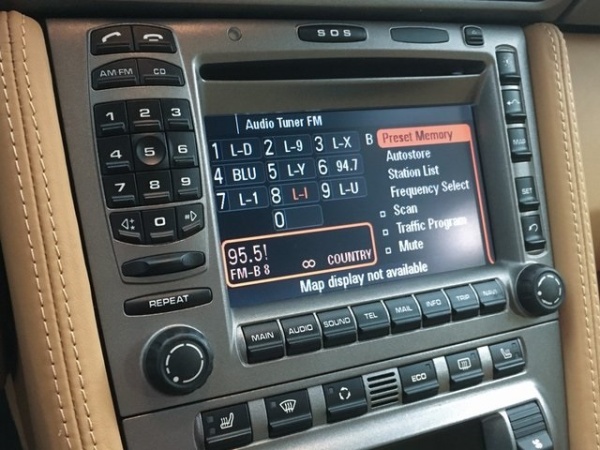 SOS
AM FM CD
1 2 3
4 5 6
7 8 9
0
REPEAT
Audio Tuner FM
1 L-D 2 L-9 3 L-X
4 BLU 5 L-Y 6 94.7
7 L-1 8 L-I 9 L-U
0
B Preset Memory
Autostore
Station List
Frequency Select
Scan
Traffic Program
Mute
95.5!
FM-B 8 ∞ COUNTRY
Map display not available
MAP
SET
MAIN AUDIO SOUND TEL MAIL INFO TRIP NAVI
ECO